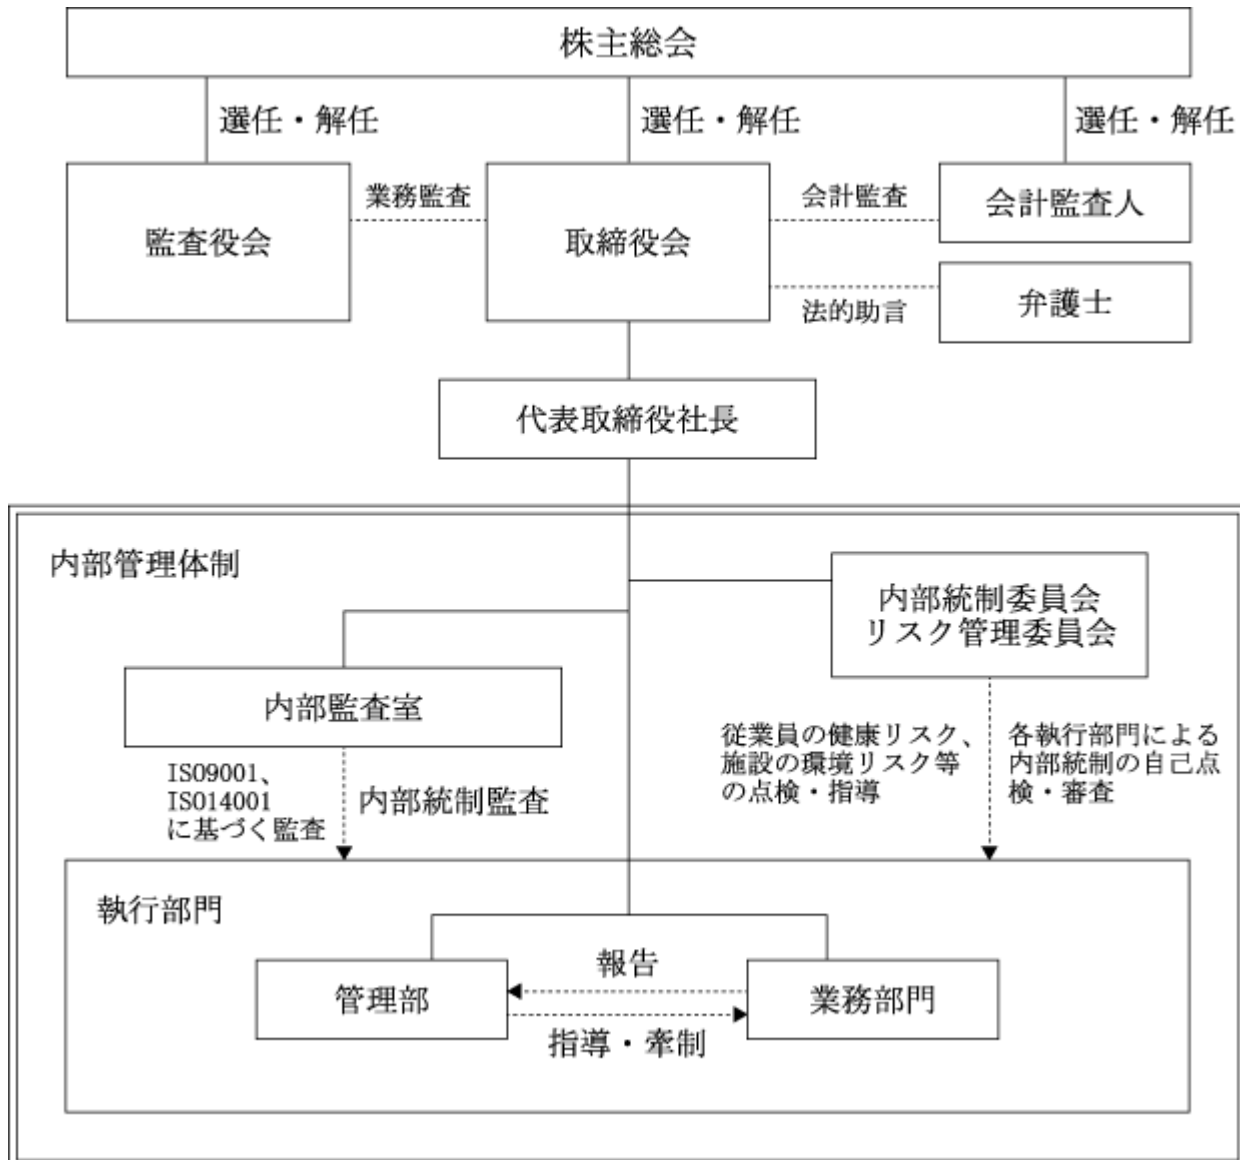 株主総会
選任・解任
選任・解任
選任・解任
監査役会
業務監査
取締役会
会計監査
会計監査人
法的助言
弁護士
代表取締役社長
内部管理体制
内部統制委員会
リスク管理委員会
内部監査室
ISO9001、
ISO14001
に基づく監査
内部統制監査
従業員の健康リスク、
施設の環境リスク等
の点検・指導
各執行部門による
内部統制の自己点
検・審査
執行部門
管理部
報告
指導・牽制
業務部門